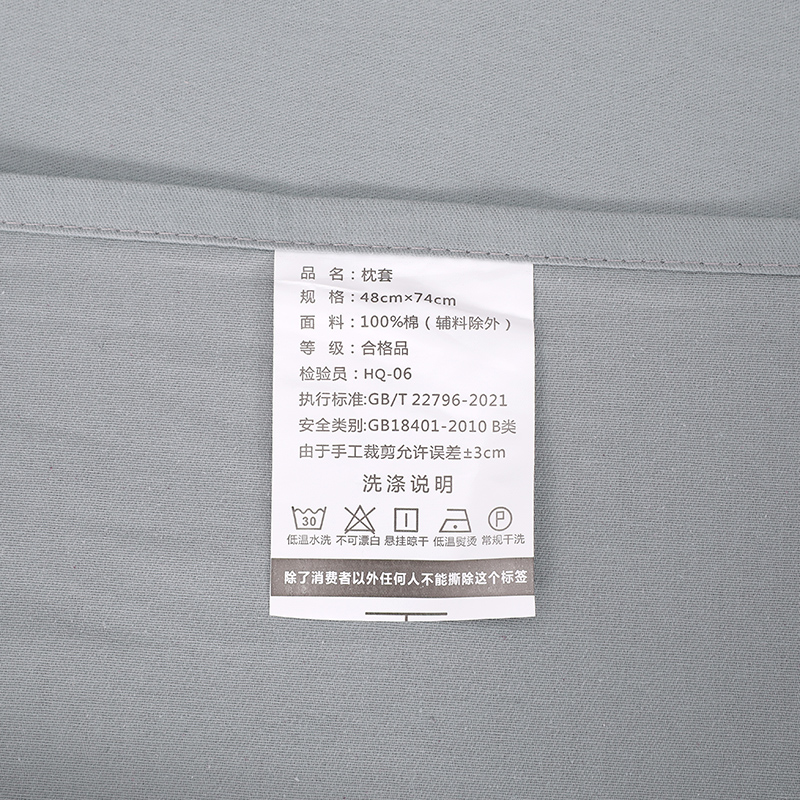 品 名：枕套
规 格：48cm×74cm
面 料：100%棉（辅料除外）
等 级：合格品
检验员：HQ-06
执行标准:GB/T 22796-2021
安全类别:GB18401-2010 B类
由于手工裁剪允许误差±3cm
洗涤说明
30 P
低温水洗 不可漂白 悬挂晾干 低温熨烫 常规干洗
除了消费者以外任何人不能撕除这个标签